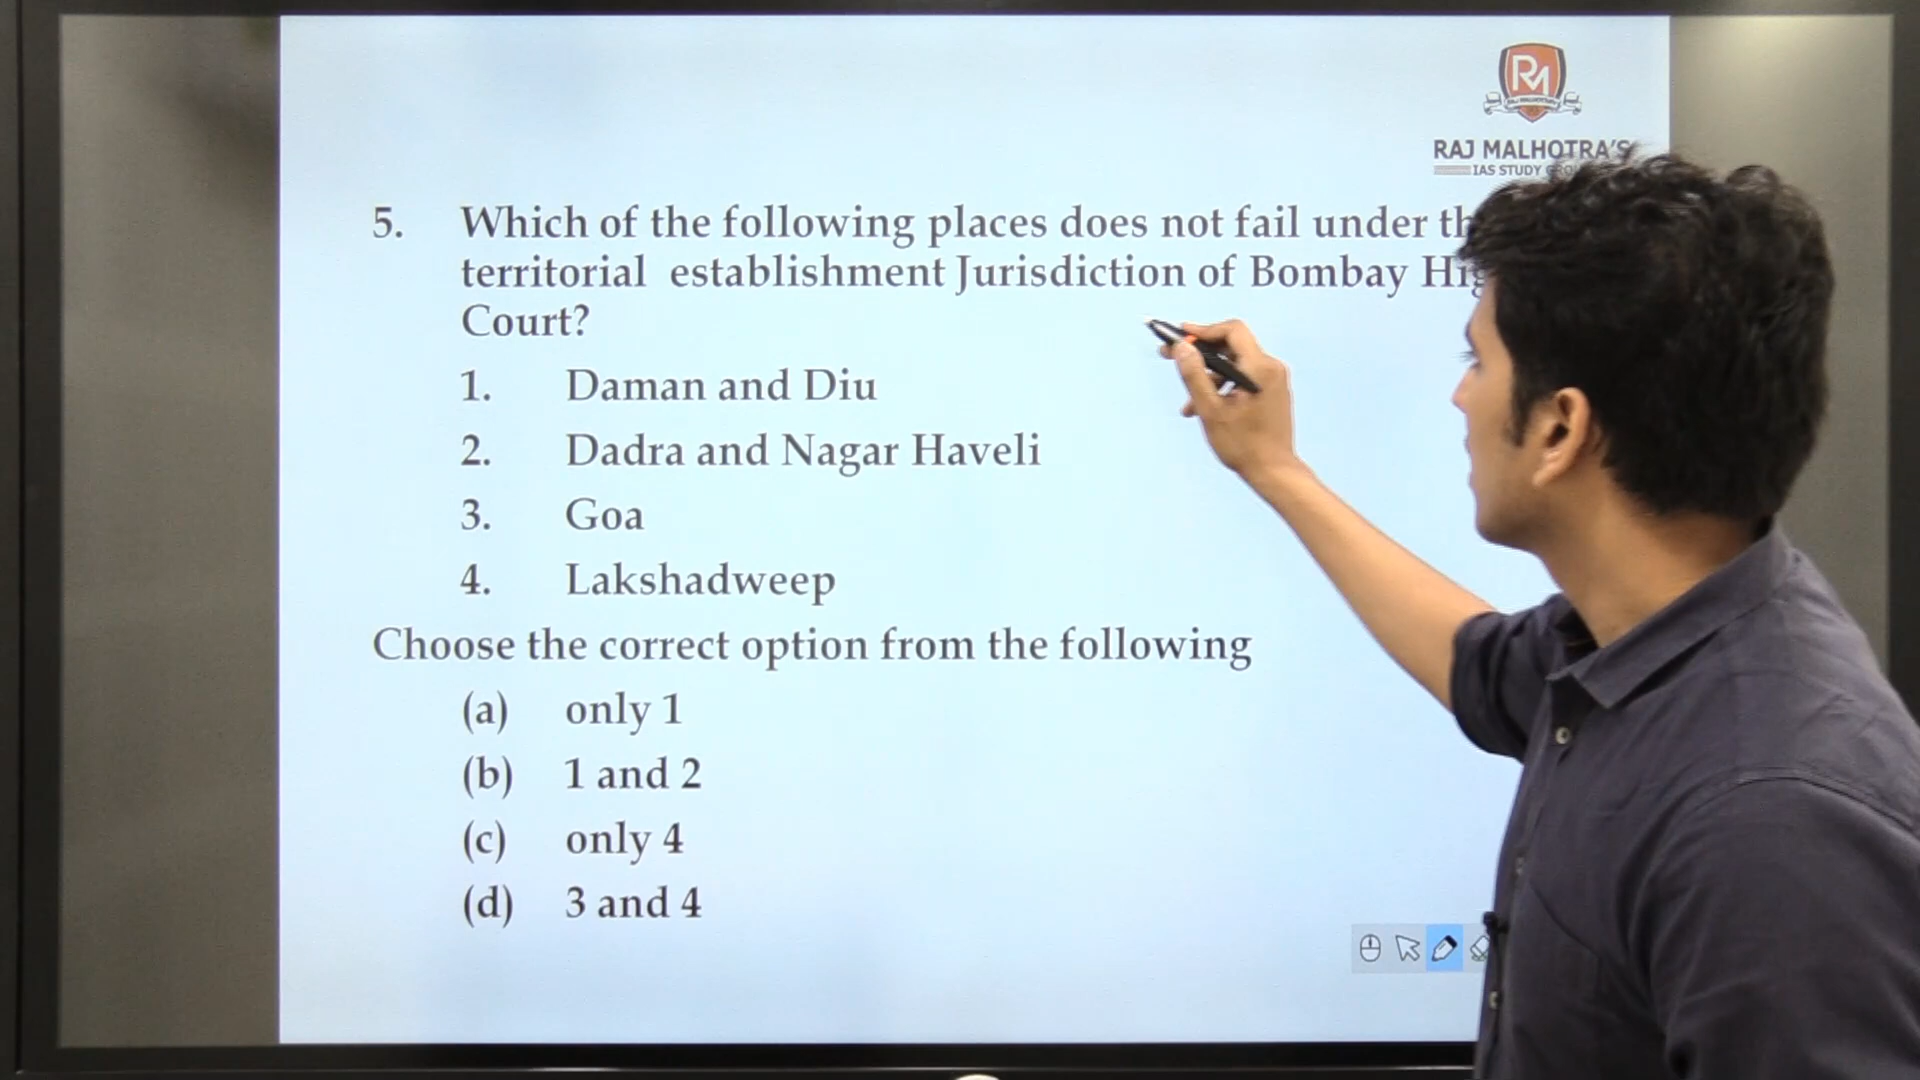 RAJ MALHOTRA'S
IAS STUDY
5. Which of the following places does not fail under
territorial establishment Jurisdiction of Bombay
Court?
1. Daman and Diu
2. Dadra and Nagar Haveli
3. Goa
4. Lakshadweep
Choose the correct option from the following
(a) only 1
(b) 1 and 2
(c) only 4
(d) 3 and 4